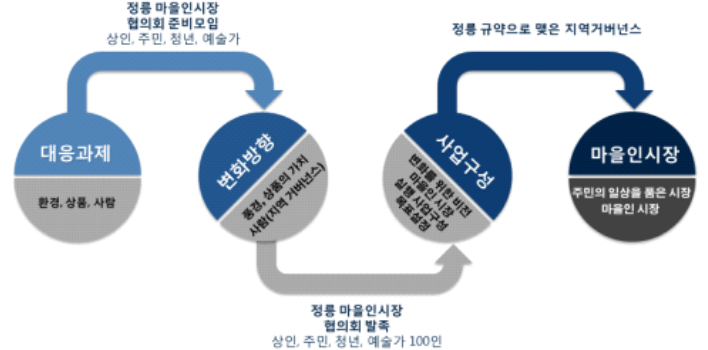 정릉 마을인시장
협의회 준비모임
상인, 주민, 청년, 예술가
정릉 규약으로 맺은 지역거버넌스
대응과제
환경, 상품, 사람
변화방향
풍경, 상품의 가치
사람(지역 거버넌스)
사업구성
변화를 위한 비전
마을인 시장
실행 사업구성
목표설정
마을인시장
주민의 일상을 품은 시장
마을인 시장
정릉 마을인시장
협의회 발족
상인, 주민, 청년, 예술가 100인